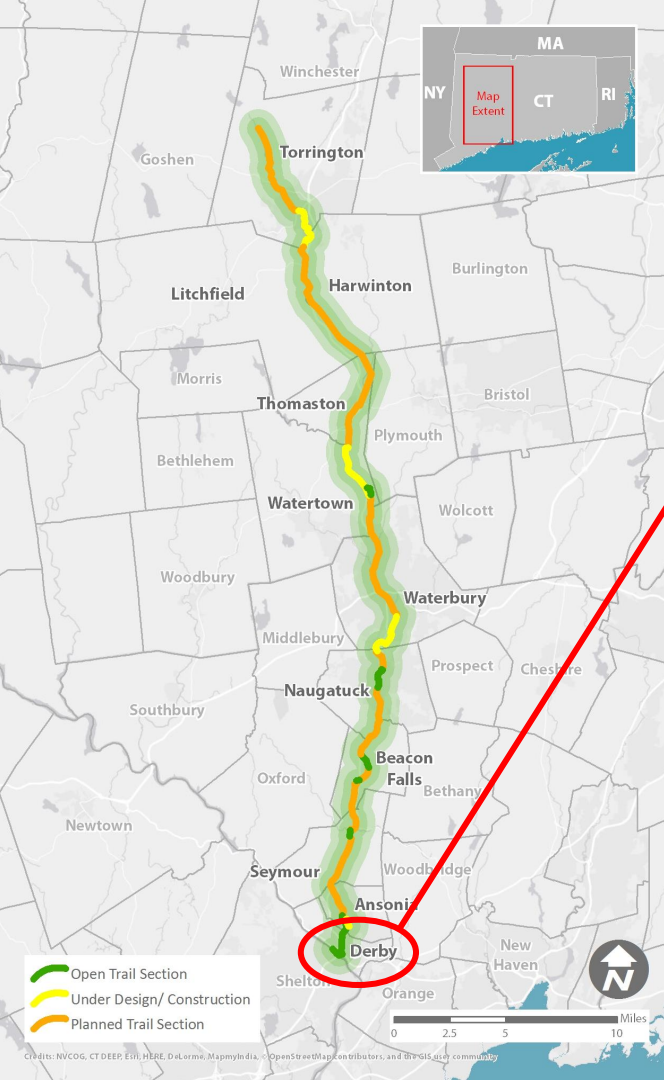 Winchester
MA
NY
CT
RI
Map
Extent
Torrington
Goshen
Burlington
Harwinton
Litchfield
Morris
Bristol
Thomaston
Plymouth
Bethlehem
Watertown
Wolcott
Woodbury
Waterbury
Middlebury
Prospect
Cheshire
Naugatuck
Southbury
Beacon
Falls
Oxford
Bethany
Newtown
Seymour
Woodbridge
Ansonia
Derby
New
Haven
Shelton
Orange
N
Open Trail Section
Under Design/ Construction
Planned Trail Section
Miles
0 2.5 5 10
Credits: NVCOG, CT DEEP, Esri, HERE, DeLorme, MapmyIndia, © OpenStreetMap contributors, and the GIS user community